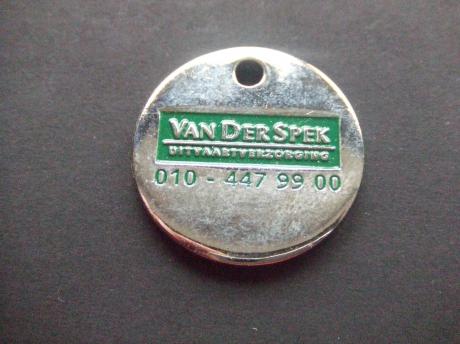 VAN DER SPEK
UITVAARTVERZORGING
010 - 447 99 00